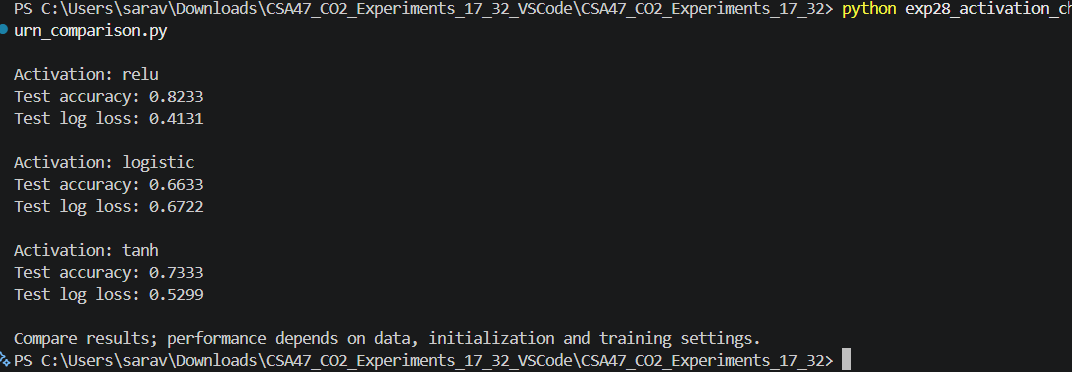 PS C:\Users\sarav\Downloads\CSA47_CO2_Experiments_17_32_VSCode\CSA47_CO2_Experiments_17_32> python exp28_activation_ch
urn_comparison.py
Activation: relu
Test accuracy: 0.8233
Test log loss: 0.4131
Activation: logistic
Test accuracy: 0.6633
Test log loss: 0.6722
Activation: tanh
Test accuracy: 0.7333
Test log loss: 0.5299
Compare results; performance depends on data, initialization and training settings.
PS C:\Users\sarav\Downloads\CSA47_CO2_Experiments_17_32_VSCode\CSA47_CO2_Experiments_17_32>